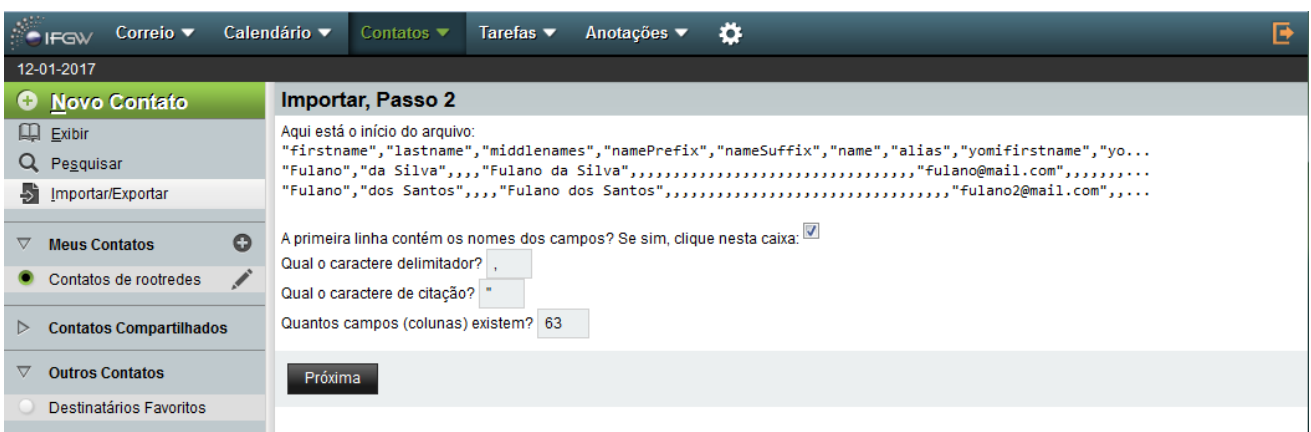 IFGW Correio Calendário Contatos Tarefas Anotações
12-01-2017
Novo Contato
Exibir
Pesquisar
Importar/Exportar
Meus Contatos
Contatos de rootredes
Contatos Compartilhados
Outros Contatos
Destinatários Favoritos
Importar, Passo 2
Aqui está o início do arquivo:
"firstname","lastname","middlenames","namePrefix","nameSuffix","name","alias","yomifirstname","yo...
"Fulano","da Silva",,,,"Fulano da Silva",,,,,,,,,,,,,,,,,,,,,,,,,,,,,,,,"fulano@mail.com",,,,,,,...
"Fulano","dos Santos",,,,"Fulano dos Santos",,,,,,,,,,,,,,,,,,,,,,,,,,,,,,,,"fulano2@mail.com",,...
A primeira linha contém os nomes dos campos? Se sim, clique nesta caixa:
Qual o caractere delimitador? ,
Qual o caractere de citação? "
Quantos campos (colunas) existem? 63
Próxima